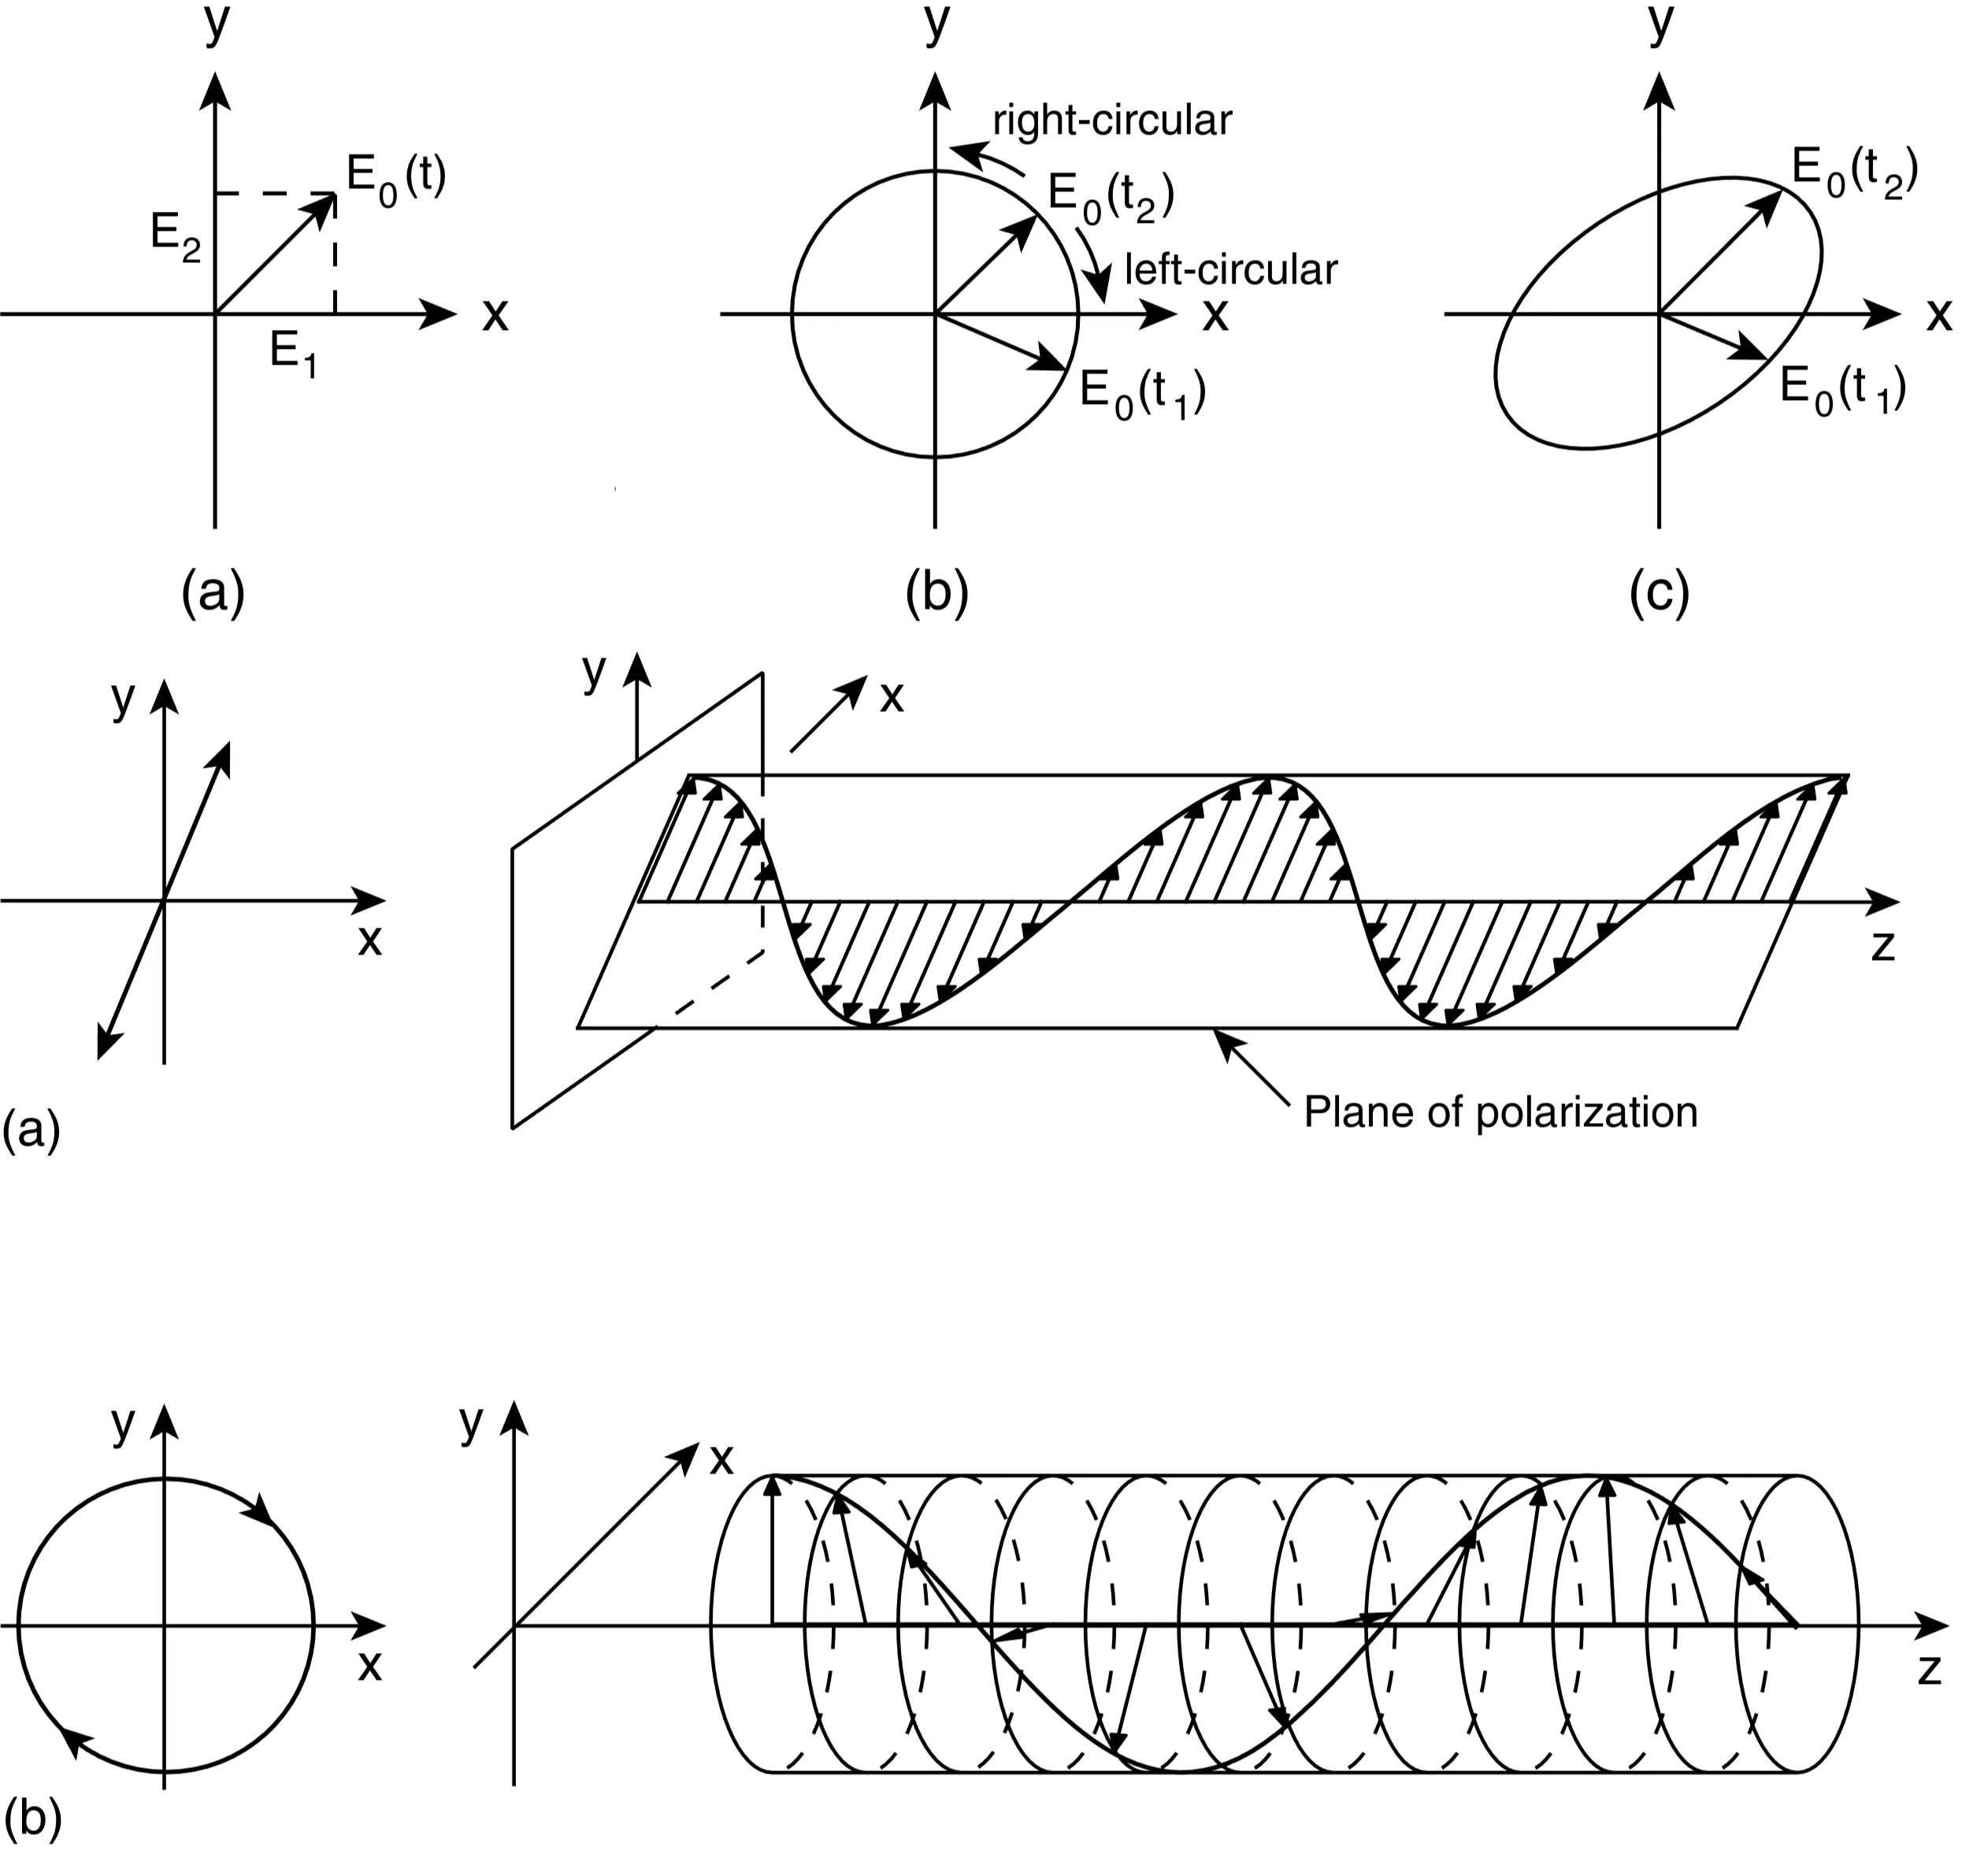 y
y
y
right-circular
E0(t)
E0(t2)
E0(t2)
E2
left-circular
x
x
x
E1
E0(t1)
E0(t1)
(a)
(b)
(c)
y
y
x
x
z
Plane of polarization
(a)
y
y
x
x
z
(b)